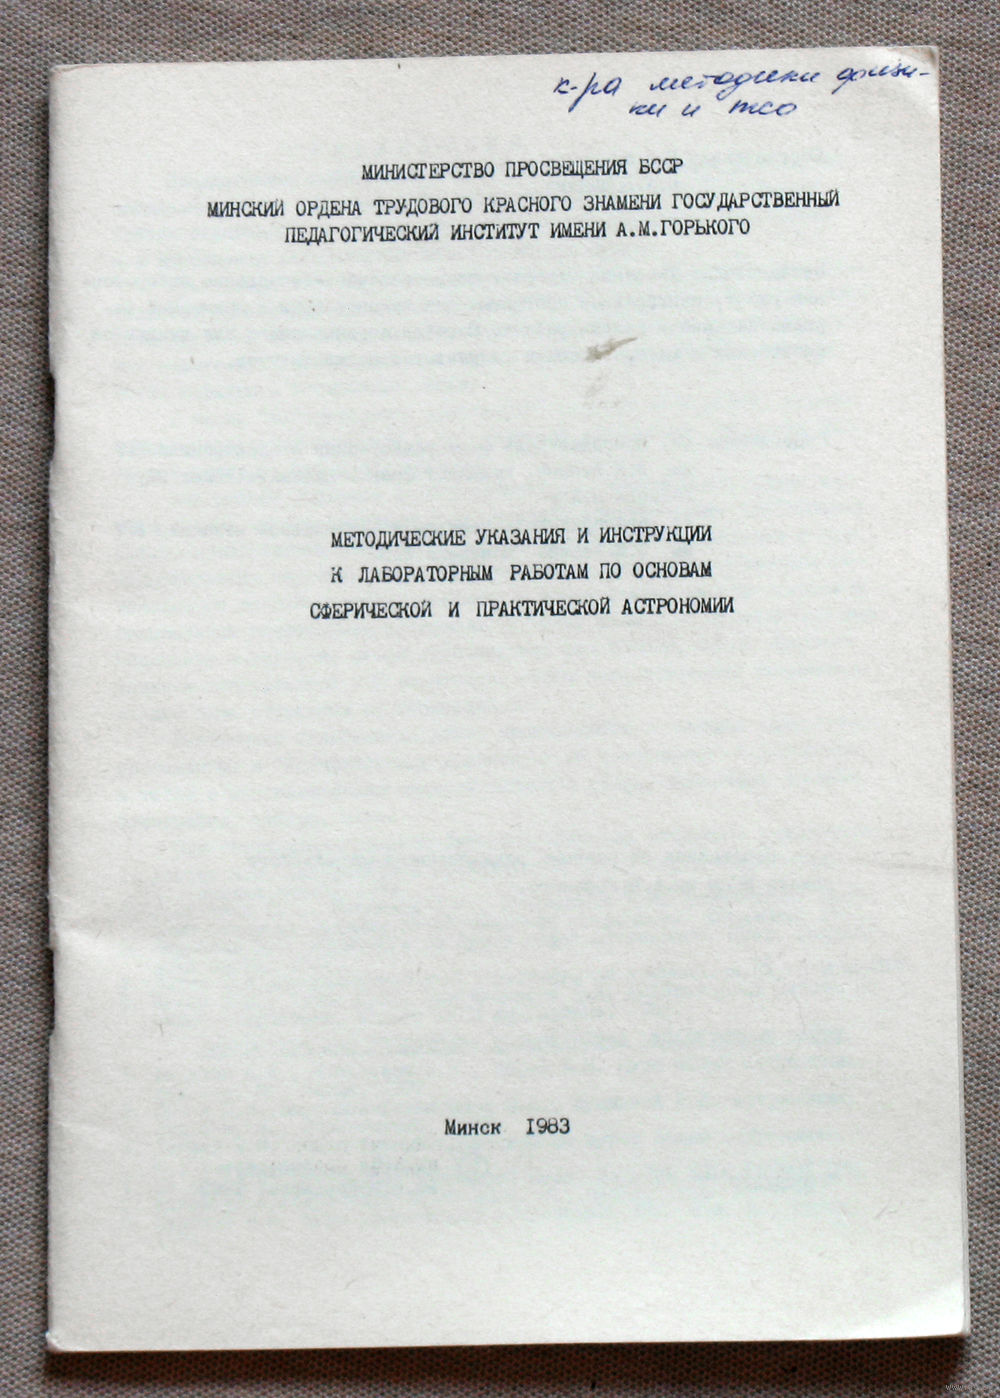 к-ра методики физи-
ки и тсо
МИНИСТЕРСТВО ПРОСВЕЩЕНИЯ БССР
МИНСКИЙ ОРДЕНА ТРУДОВОГО КРАСНОГО ЗНАМЕНИ ГОСУДАРСТВЕННЫЙ
ПЕДАГОГИЧЕСКИЙ ИНСТИТУТ ИМЕНИ А.М.ГОРЬКОГО
МЕТОДИЧЕСКИЕ УКАЗАНИЯ И ИНСТРУКЦИИ
К ЛАБОРАТОРНЫМ РАБОТАМ ПО ОСНОВАМ
СФЕРИЧЕСКОЙ И ПРАКТИЧЕСКОЙ АСТРОНОМИИ
Минск 1983